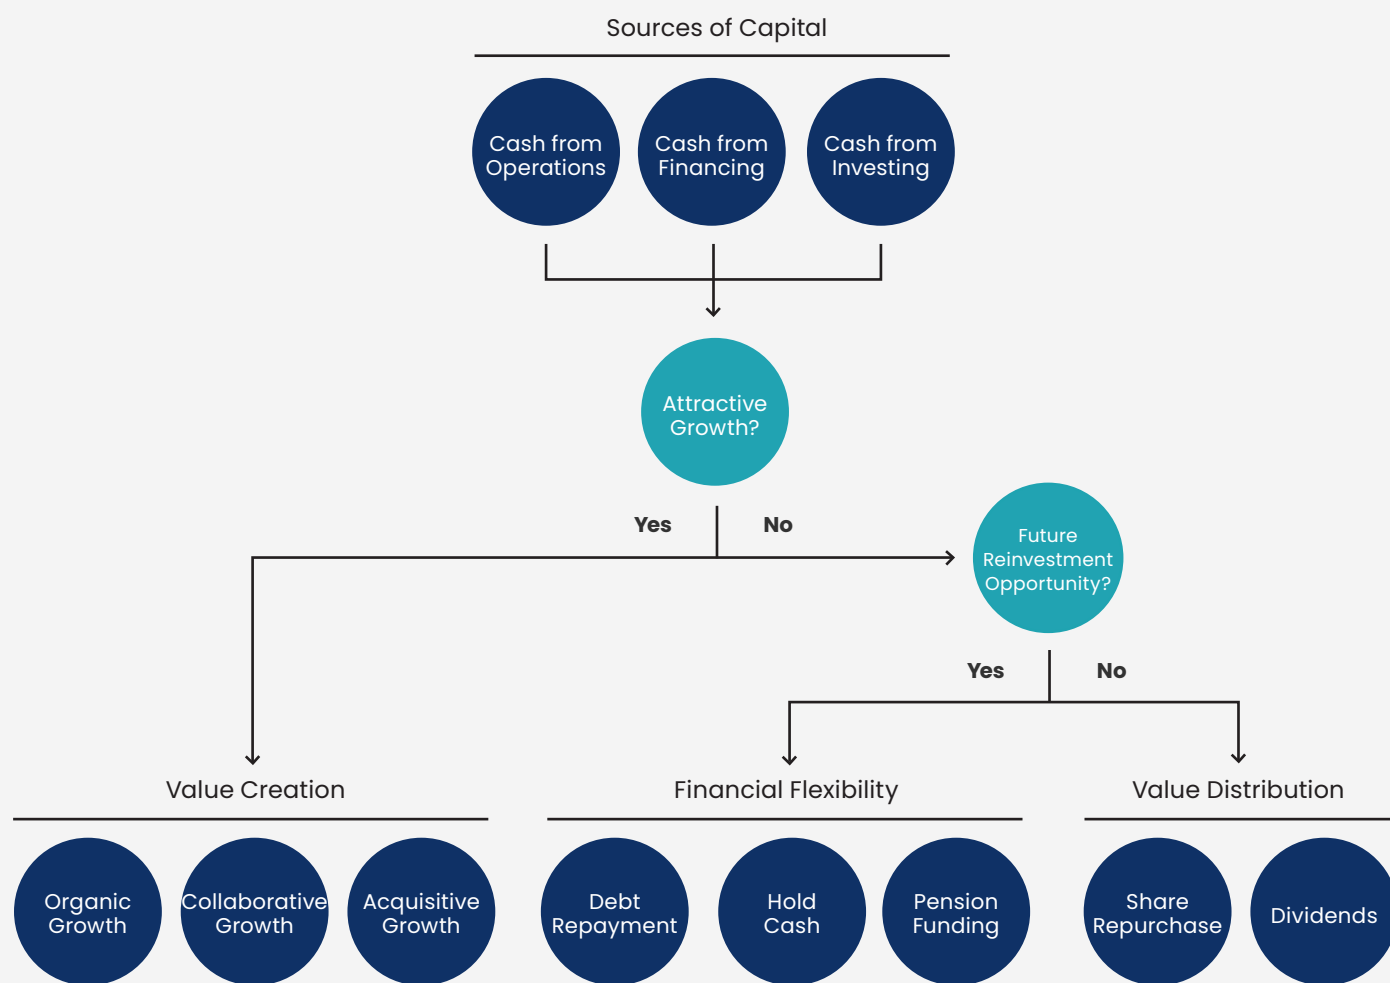 Sources of Capital
Cash from
Operations
Cash from
Financing
Cash from
Investing
Attractive
Growth?
Yes
No
Future
Reinvestment
Opportunity?
Yes
No
Value Creation
Financial Flexibility
Value Distribution
Organic
Growth
Collaborative
Growth
Acquisitive
Growth
Debt
Repayment
Hold
Cash
Pension
Funding
Share
Repurchase
Dividends